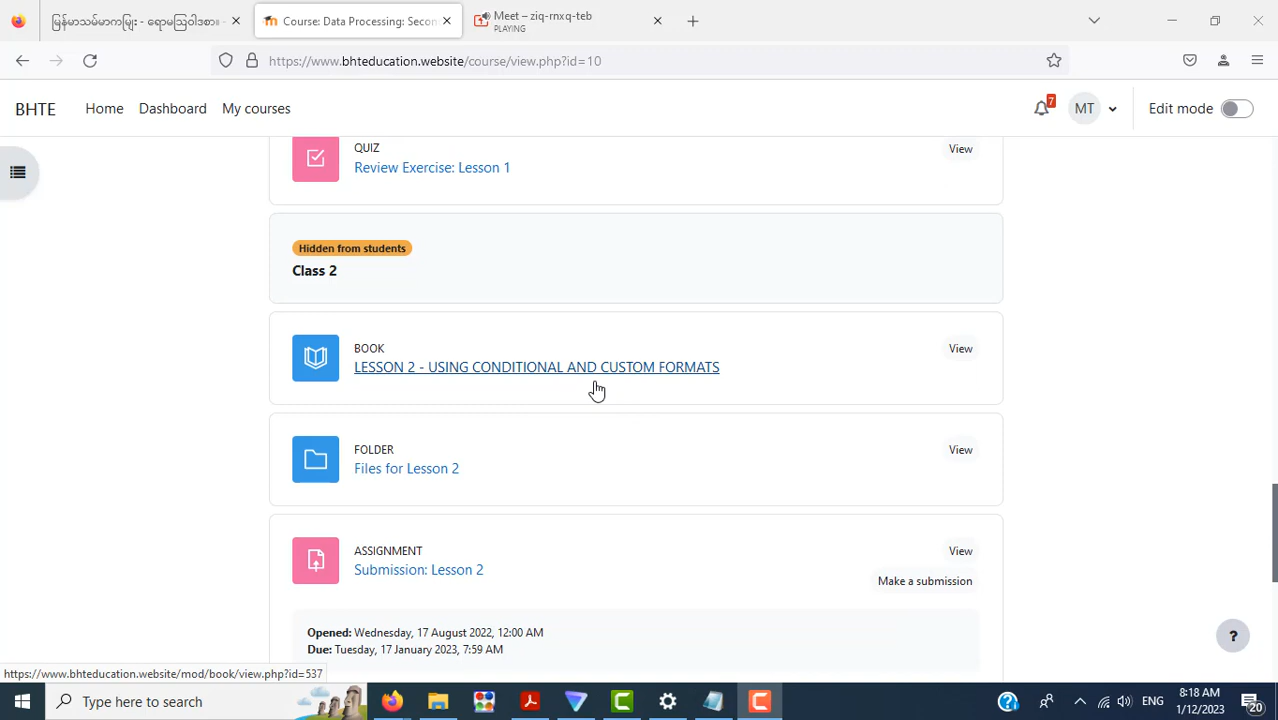 မြန်မာသမ်မာကျမ်း - ရောမသြဝါဒစာ။
Course: Data Processing: Secon
Meet – ziq-rnxq-teb
PLAYING
https://www.bhteducation.website/course/view.php?id=10
BHTE
Home
Dashboard
My courses
7
MT
Edit mode
QUIZ
Review Exercise: Lesson 1
View
Hidden from students
Class 2
BOOK
LESSON 2 - USING CONDITIONAL AND CUSTOM FORMATS
View
FOLDER
Files for Lesson 2
View
ASSIGNMENT
Submission: Lesson 2
View
Make a submission
Opened: Wednesday, 17 August 2022, 12:00 AM
Due: Tuesday, 17 January 2023, 7:59 AM
?
https://www.bhteducation.website/mod/book/view.php?id=537
Type here to search
ENG
8:18 AM
1/12/2023
20